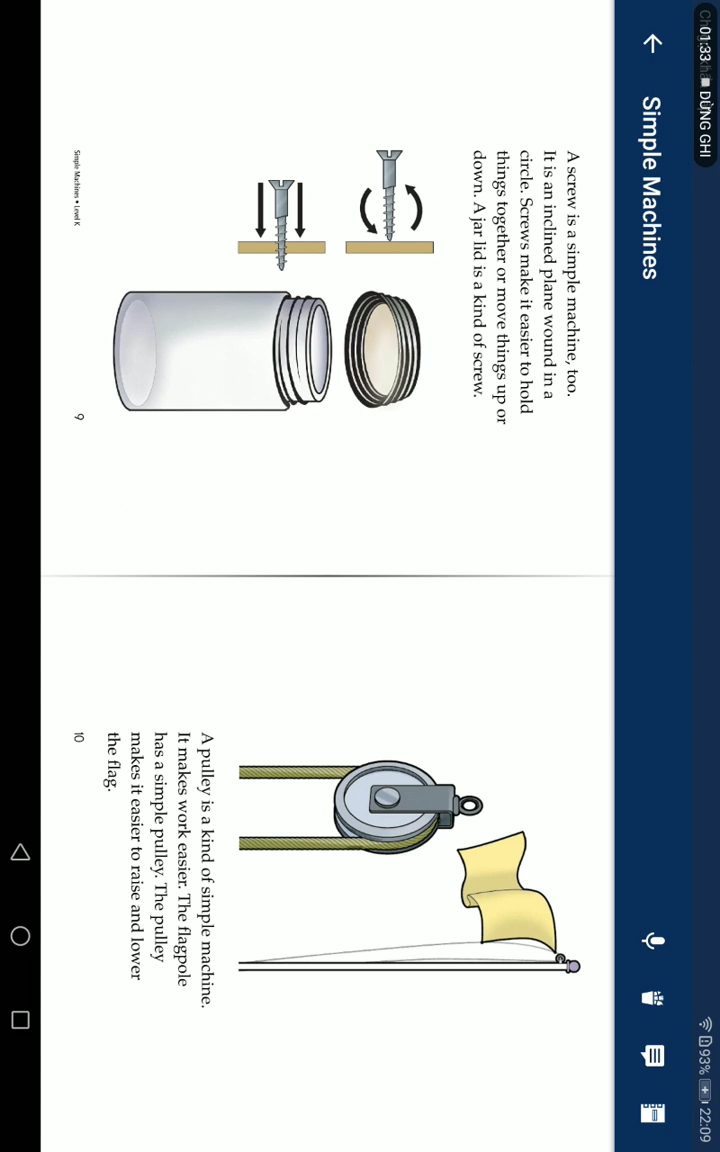 01:33 ■ DỪNG GHI
93% 22:09
Simple Machines
A screw is a simple machine, too.
It is an inclined plane wound in a
circle. Screws make it easier to hold
things together or move things up or
down. A jar lid is a kind of screw.
Simple Machines • Level K
9
A pulley is a kind of simple machine.
It makes work easier. The flagpole
has a simple pulley. The pulley
makes it easier to raise and lower
the flag.
10